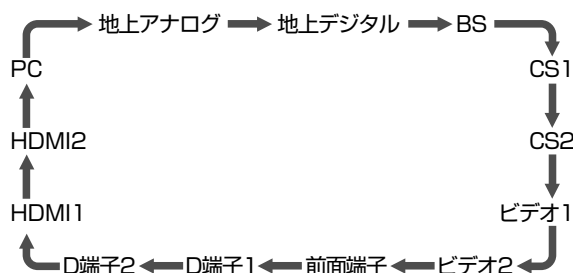 地上アナログ 地上デジタル BS
PC CS1
HDMI2 CS2
HDMI1 ビデオ1
D端子2 D端子1 前面端子 ビデオ2